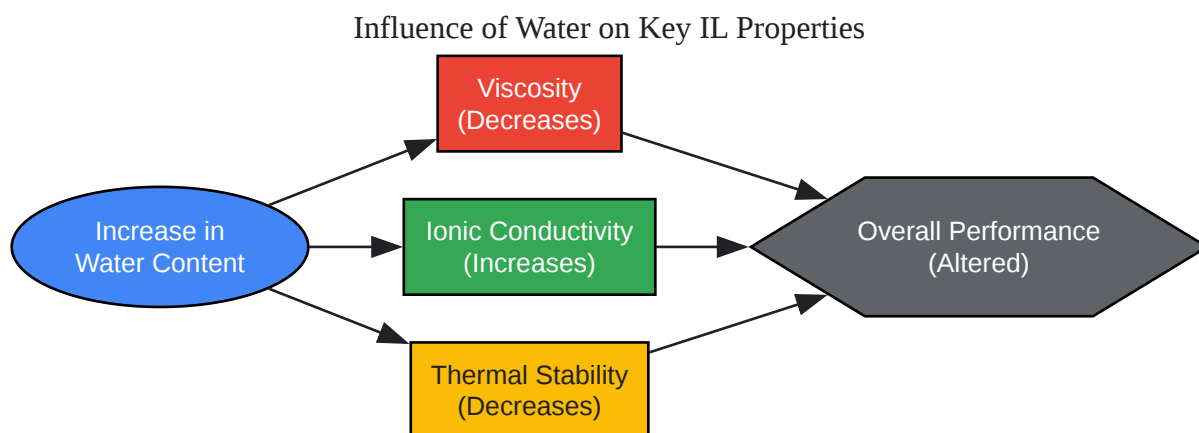 Influence of Water on Key IL Properties
Viscosity
(Decreases)
Increase in
Water Content
Ionic Conductivity
(Increases)
Overall Performance
(Altered)
Thermal Stability
(Decreases)